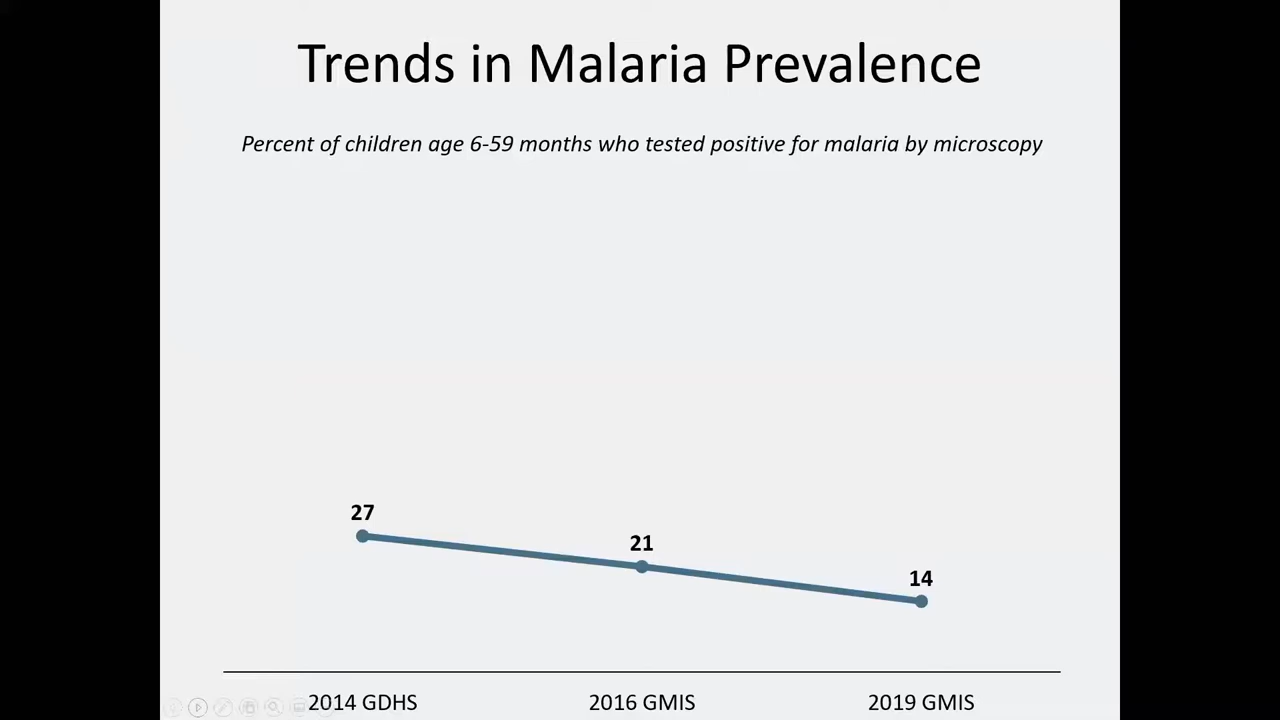 Trends in Malaria Prevalence
Percent of children age 6-59 months who tested positive for malaria by microscopy
27
21
14
2014 GDHS
2016 GMIS
2019 GMIS